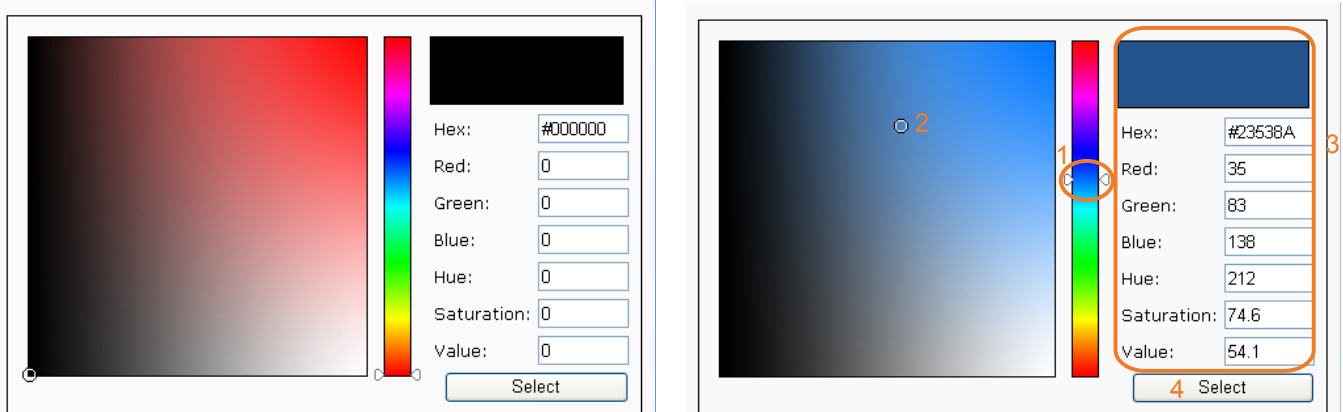 Hex: #000000
Red: 0
Green: 0
Blue: 0
Hue: 0
Saturation: 0
Value: 0
Select
2
1
3
Hex: #23538A
Red: 35
Green: 83
Blue: 138
Hue: 212
Saturation: 74.6
Value: 54.1
4 Select